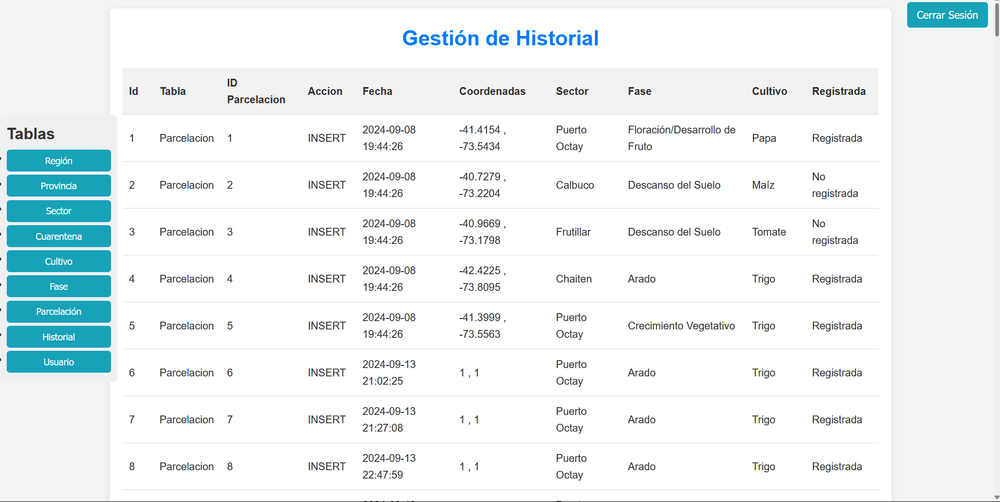 Cerrar Sesión
Gestión de Historial
Id Tabla ID Parcelacion Accion Fecha Coordenadas Sector Fase Cultivo Registrada
1 Parcelacion 1 INSERT 2024-09-08 19:44:26 -41.4154 , -73.5434 Puerto Octay Floración/Desarrollo de Fruto Papa Registrada
2 Parcelacion 2 INSERT 2024-09-08 19:44:26 -40.7279 , -73.2204 Calbuco Descanso del Suelo Maíz No registrada
3 Parcelacion 3 INSERT 2024-09-08 19:44:26 -40.9669 , -73.1798 Frutillar Descanso del Suelo Tomate No registrada
4 Parcelacion 4 INSERT 2024-09-08 19:44:26 -42.4225 , -73.8095 Chaiten Arado Trigo Registrada
5 Parcelacion 5 INSERT 2024-09-08 19:44:26 -41.3999 , -73.5563 Puerto Octay Crecimiento Vegetativo Trigo Registrada
6 Parcelacion 6 INSERT 2024-09-13 21:02:25 1 , 1 Puerto Octay Arado Trigo Registrada
7 Parcelacion 7 INSERT 2024-09-13 21:27:08 1 , 1 Puerto Octay Arado Trigo Registrada
8 Parcelacion 8 INSERT 2024-09-13 22:47:59 1 , 1 Puerto Octay Arado Trigo Registrada
Tablas
Región
Provincia
Sector
Cuarentena
Cultivo
Fase
Parcelación
Historial
Usuario